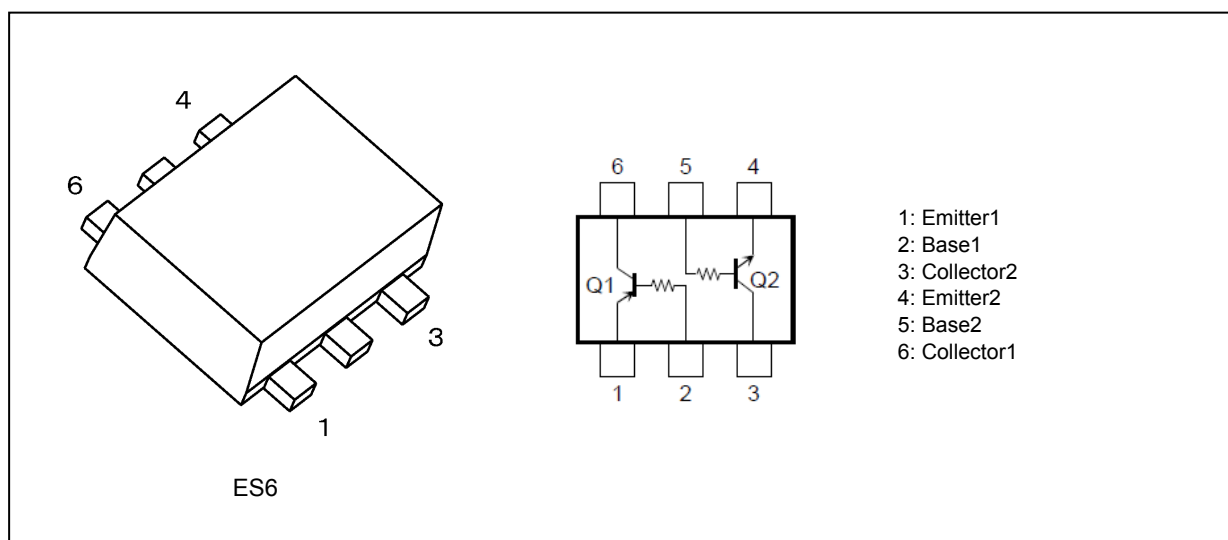 4
6
3
1
ES6
6 5 4
Q1 Q2
1 2 3
1: Emitter1
2: Base1
3: Collector2
4: Emitter2
5: Base2
6: Collector1